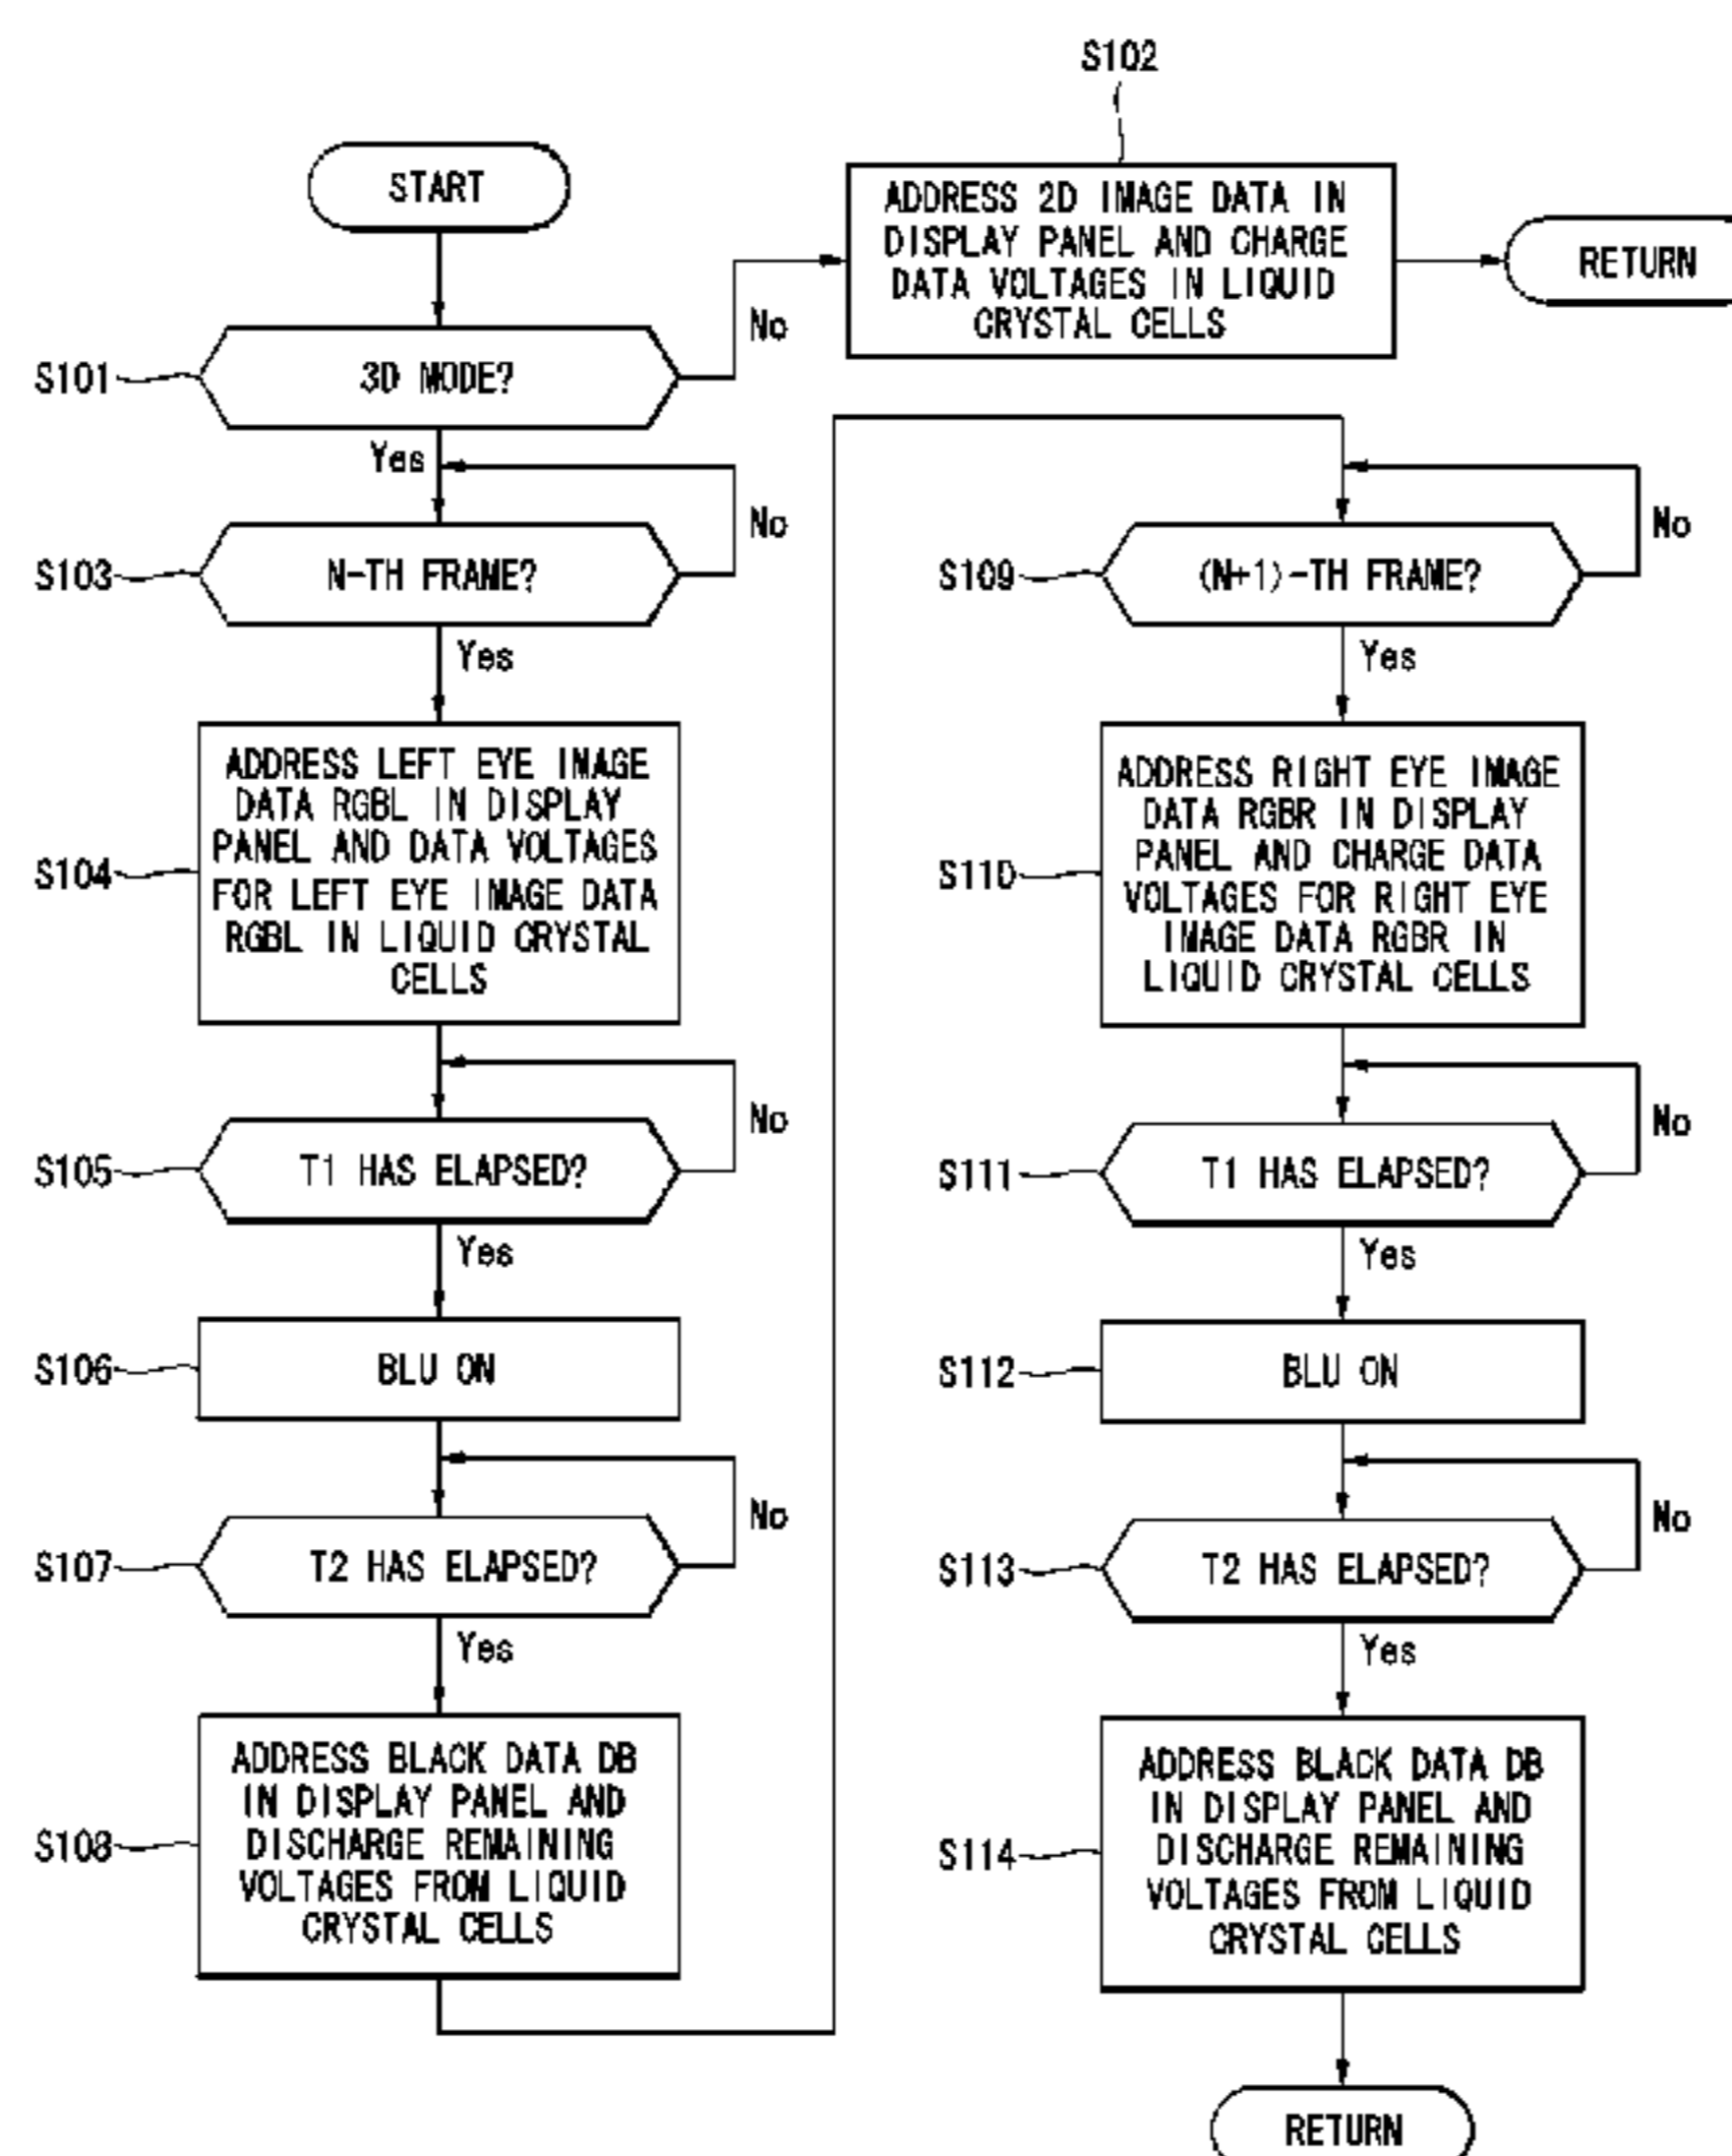 S102
START
ADDRESS 2D IMAGE DATA IN
DISPLAY PANEL AND CHARGE
DATA VOLTAGES IN LIQUID
CRYSTAL CELLS
RETURN
No
S101
3D MODE?
Yes
No
S103
N-TH FRAME?
Yes
S104
ADDRESS LEFT EYE IMAGE
DATA RGBL IN DISPLAY
PANEL AND DATA VOLTAGES
FOR LEFT EYE IMAGE DATA
RGBL IN LIQUID CRYSTAL
CELLS
No
S105
T1 HAS ELAPSED?
Yes
S106
BLU ON
No
S107
T2 HAS ELAPSED?
Yes
S108
ADDRESS BLACK DATA DB
IN DISPLAY PANEL AND
DISCHARGE REMAINING
VOLTAGES FROM LIQUID
CRYSTAL CELLS
No
S109
(N+1)-TH FRAME?
Yes
S110
ADDRESS RIGHT EYE IMAGE
DATA RGBR IN DISPLAY
PANEL AND CHARGE DATA
VOLTAGES FOR RIGHT EYE
IMAGE DATA RGBR IN
LIQUID CRYSTAL CELLS
No
S111
T1 HAS ELAPSED?
Yes
S112
BLU ON
No
S113
T2 HAS ELAPSED?
Yes
S114
ADDRESS BLACK DATA DB
IN DISPLAY PANEL AND
DISCHARGE REMAINING
VOLTAGES FROM LIQUID
CRYSTAL CELLS
RETURN